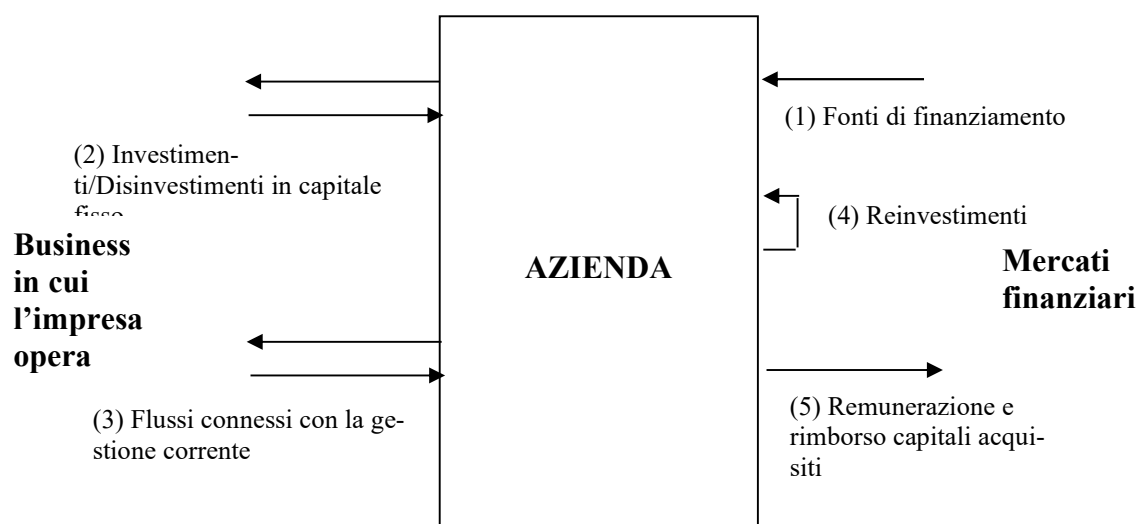 (1) Fonti di finanziamento
(2) Investimen-
ti/Disinvestimenti in capitale
fisso
(4) Reinvestimenti
Business
in cui
l’impresa
opera
AZIENDA
Mercati
finanziari
(3) Flussi connessi con la ge-
stione corrente
(5) Remunerazione e
rimborso capitali acqui-
siti